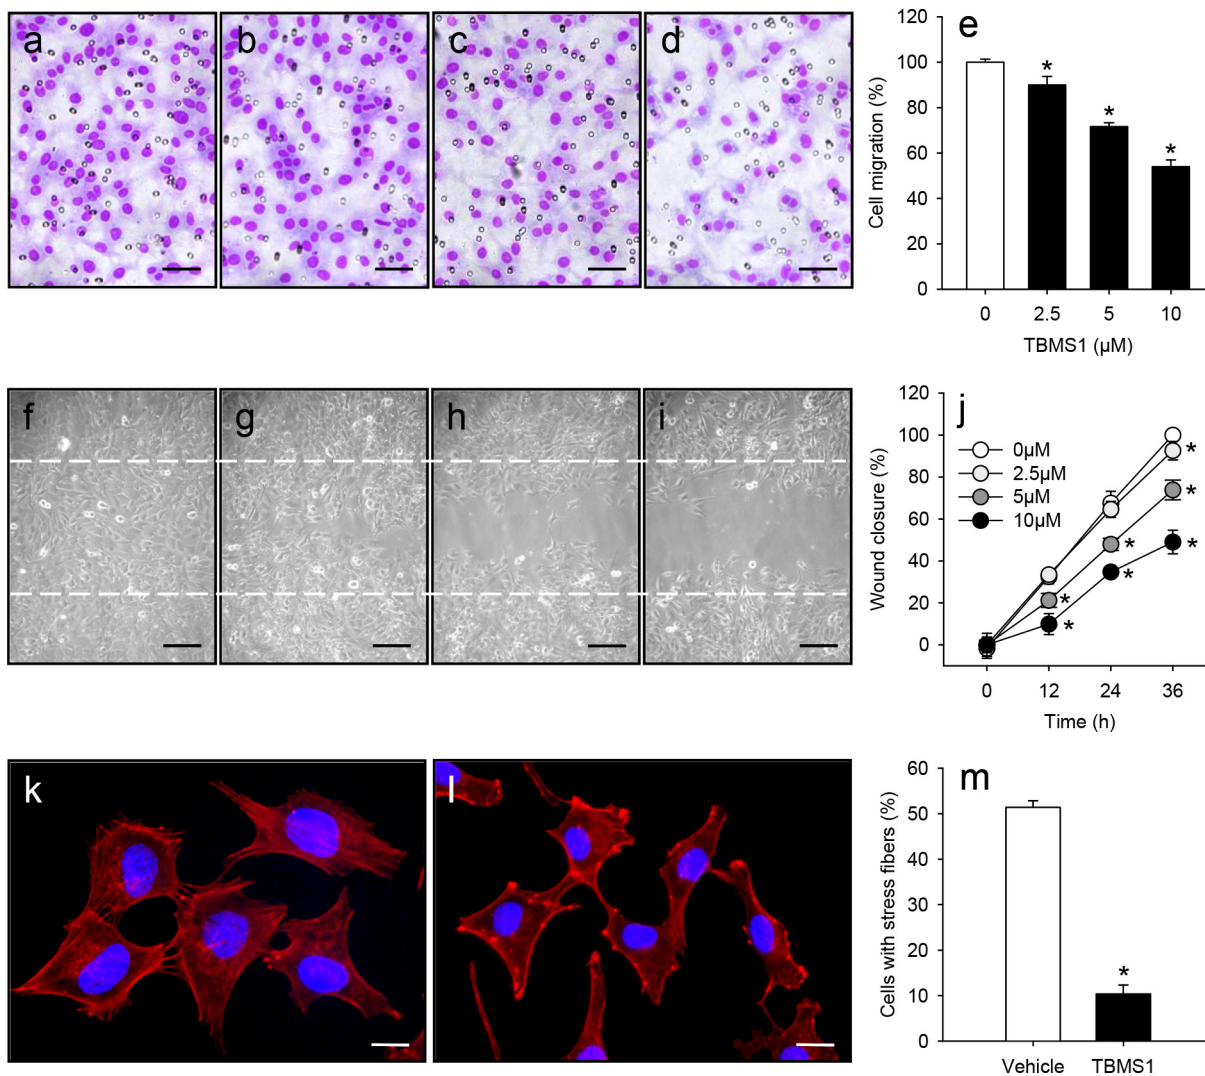 a
b
c
d
e
120
100
80
60
40
20
0
Cell migration (%)
0 2.5 5 10
TBMS1 (µM)
* * *
f
g
h
i
j
120
100
80
60
40
20
0
Wound closure (%)
0µM
2.5µM
5µM
10µM
* * *
* *
* *
0 12 24 36
Time (h)
k
l
m
60
50
40
30
20
10
0
Cells with stress fibers (%)
*
Vehicle TBMS1